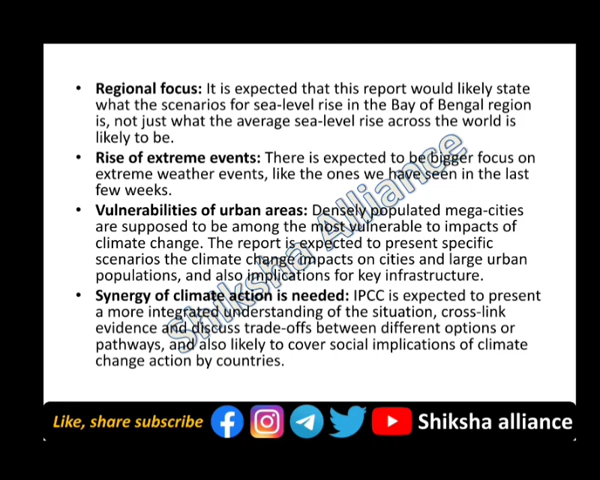 • Regional focus: It is expected that this report would likely state
what the scenarios for sea-level rise in the Bay of Bengal region
is, not just what the average sea-level rise across the world is
likely to be.
• Rise of extreme events: There is expected to be bigger focus on
extreme weather events, like the ones we have seen in the last
few weeks.
• Vulnerabilities of urban areas: Densely populated mega-cities
are supposed to be among the most vulnerable to impacts of
climate change. The report is expected to present specific
scenarios the climate change impacts on cities and large urban
populations, and also implications for key infrastructure.
• Synergy of climate action is needed: IPCC is expected to present
a more integrated understanding of the situation, cross-link
evidence and discuss trade-offs between different options or
pathways, and also likely to cover social implications of climate
change action by countries.
Shiksha Alliance
Like, share subscribe Shiksha alliance